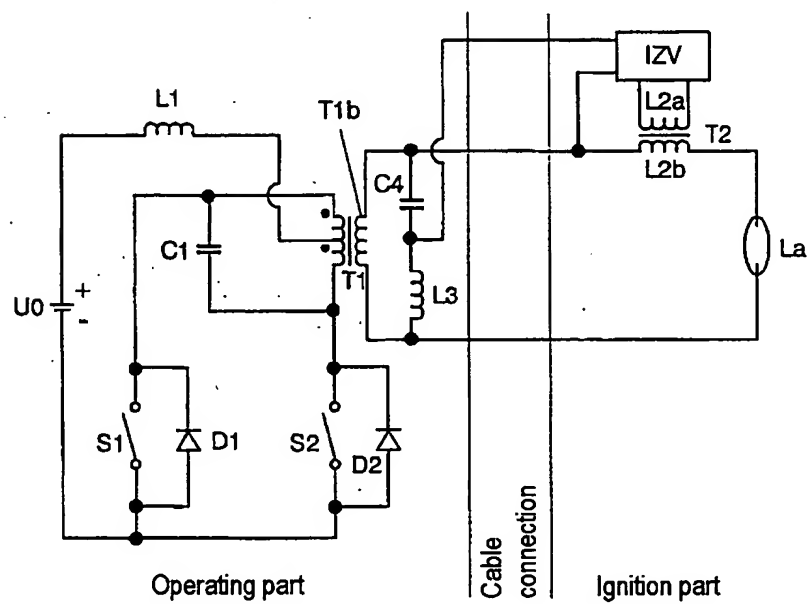 IZV
L1
T1b
L2a
T2
L2b
C4
C1
T1
La
L3
U0
+
-
S1
D1
S2
D2
Cable
connection
Operating part
Ignition part